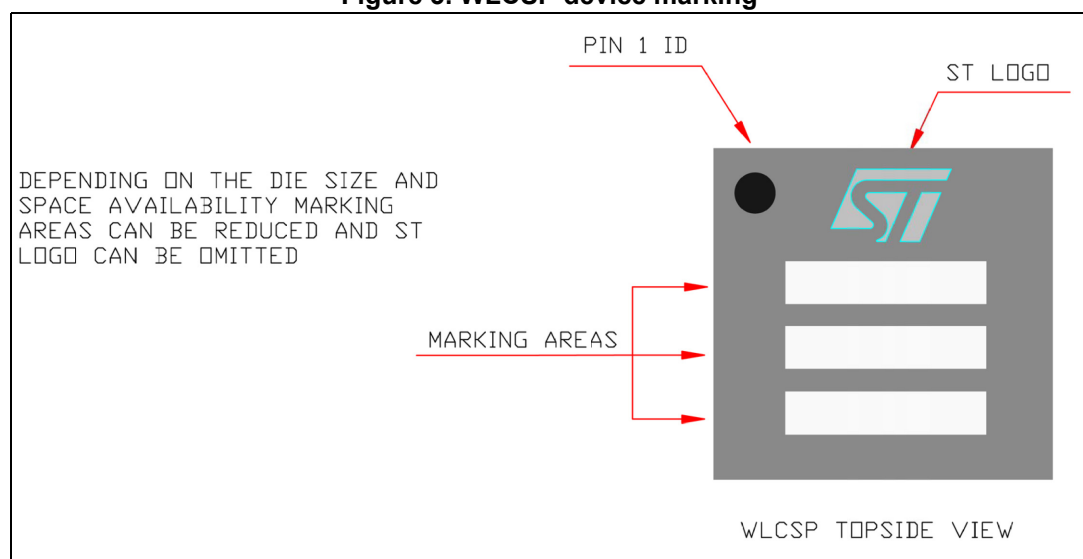 PIN 1 ID
ST LOGO
DEPENDING ON THE DIE SIZE AND
SPACE AVAILABILITY MARKING
AREAS CAN BE REDUCED AND ST
LOGO CAN BE OMITTED
ST
MARKING AREAS
WLCSP TOPSIDE VIEW